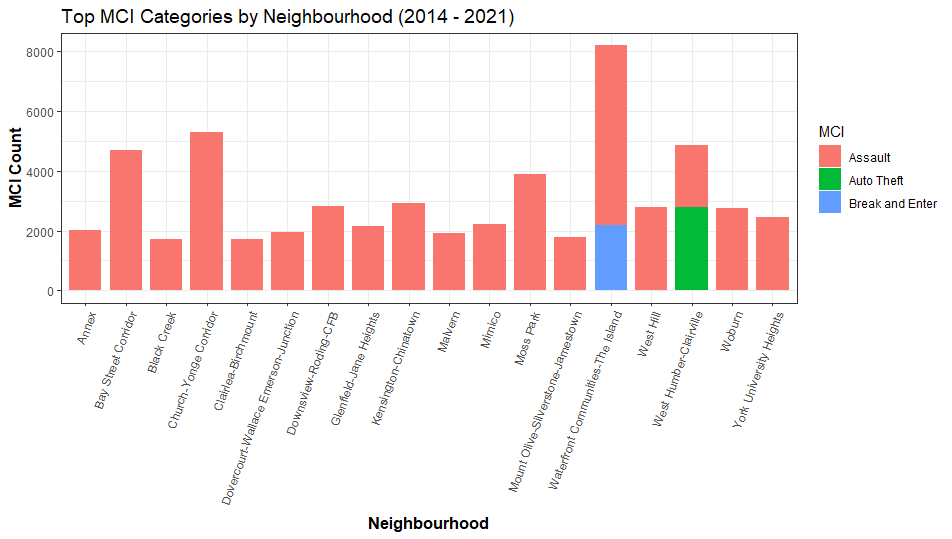 Top MCI Categories by Neighbourhood (2014 - 2021)
MCI Count
8000
6000
4000
2000
0
Annex
Bay Street Corridor
Black Creek
Church-Yonge Corridor
Clairlea-Birchmount
Dovercourt-Wallace Emerson-Junction
Downsview-Roding-CFB
Glenfield-Jane Heights
Kensington-Chinatown
Malvern
Mimico
Moss Park
Mount Olive-Silverstone-Jamestown
Waterfront Communities-The Island
West Hill
West Humber-Clairville
Woburn
York University Heights
Neighbourhood
MCI
Assault
Auto Theft
Break and Enter